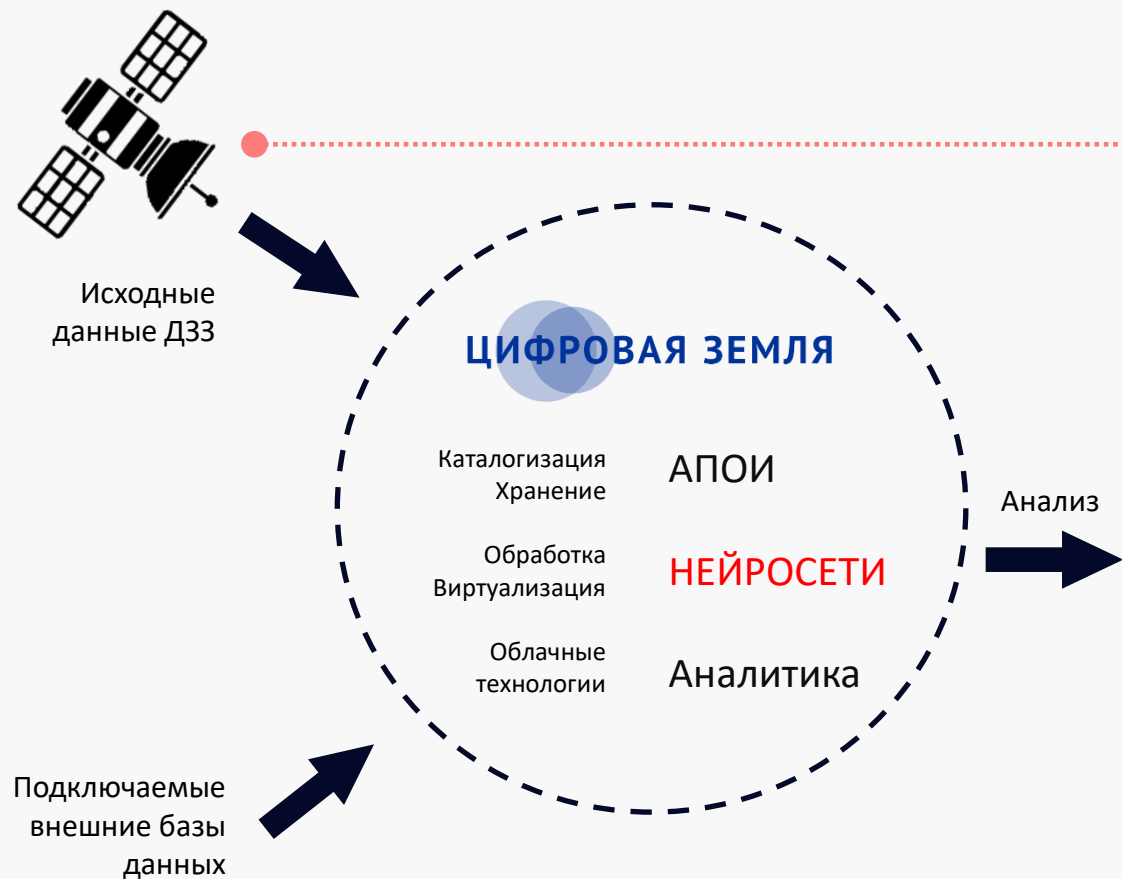 Исходные
данные ДЗЗ
ЦИФРОВАЯ ЗЕМЛЯ
Каталогизация
Хранение
АПОИ
Обработка
Виртуализация
НЕЙРОСЕТИ
Облачные
технологии
Аналитика
Анализ
Подключаемые
внешние базы
данных